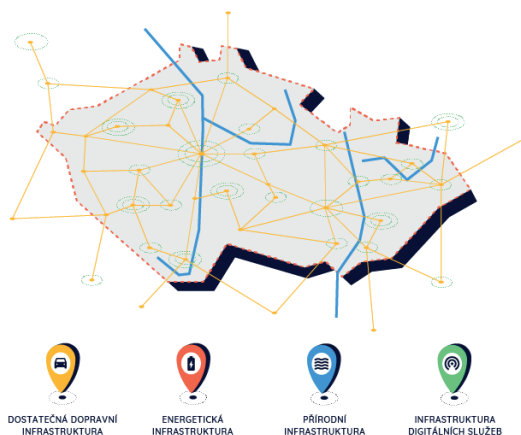 DOSTATEČNÁ DOPRAVNÍ
INFRASTRUKTURA
ENERGETICKÁ
INFRASTRUKTURA
PŘÍRODNÍ
INFRASTRUKTURA
INFRASTRUKTURA
DIGITÁLNÍCH SLUŽEB